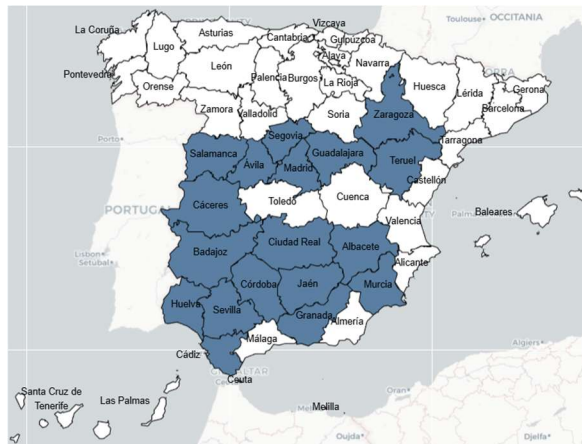 Toulouse
OCCITANIA
La Coruña
Asturias
Cantabria
Vizcaya
Guipúzcoa
Lugo
Álava
Navarra
Pontevedra
León
Palencia
Burgos
La Rioja
Huesca
Lérida
Gerona
Orense
Barcelona
Zamora
Valladolid
Soria
Zaragoza
Porto
Segovia
Tarragona
Salamanca
Ávila
Madrid
Guadalajara
Teruel
Castellón
Cáceres
Toledo
Cuenca
PORTUGAL
Valencia
Baleares
Badajoz
Ciudad Real
Albacete
Lisbon
Setúbal
Alicante
Córdoba
Jaén
Murcia
Huelva
Sevilla
Granada
Almería
Málaga
Cádiz
Algiers
Ceuta
Santa Cruz de
Tenerife
Las Palmas
Oran
Melilla
Oujda
Djelfa